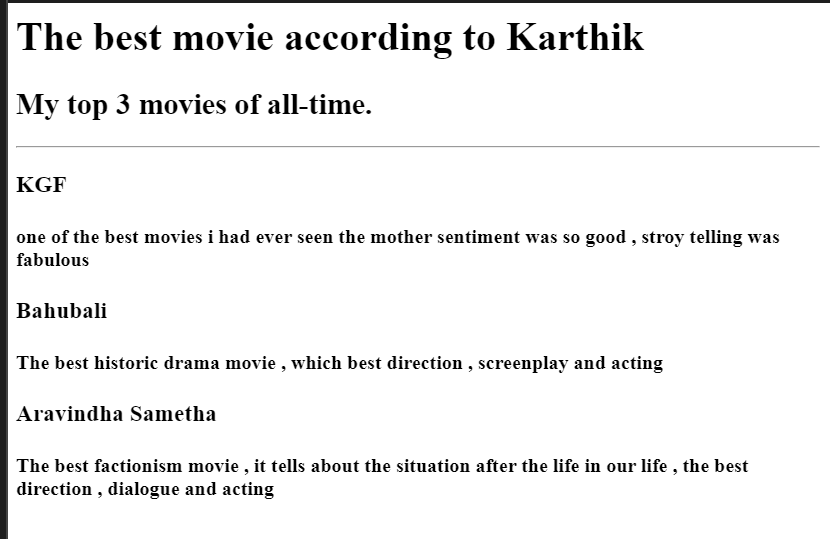 The best movie according to Karthik
My top 3 movies of all-time.
KGF
one of the best movies i had ever seen the mother sentiment was so good , stroy telling was
fabulous
Bahubali
The best historic drama movie , which best direction , screenplay and acting
Aravindha Sametha
The best factionism movie , it tells about the situation after the life in our life , the best
direction , dialogue and acting